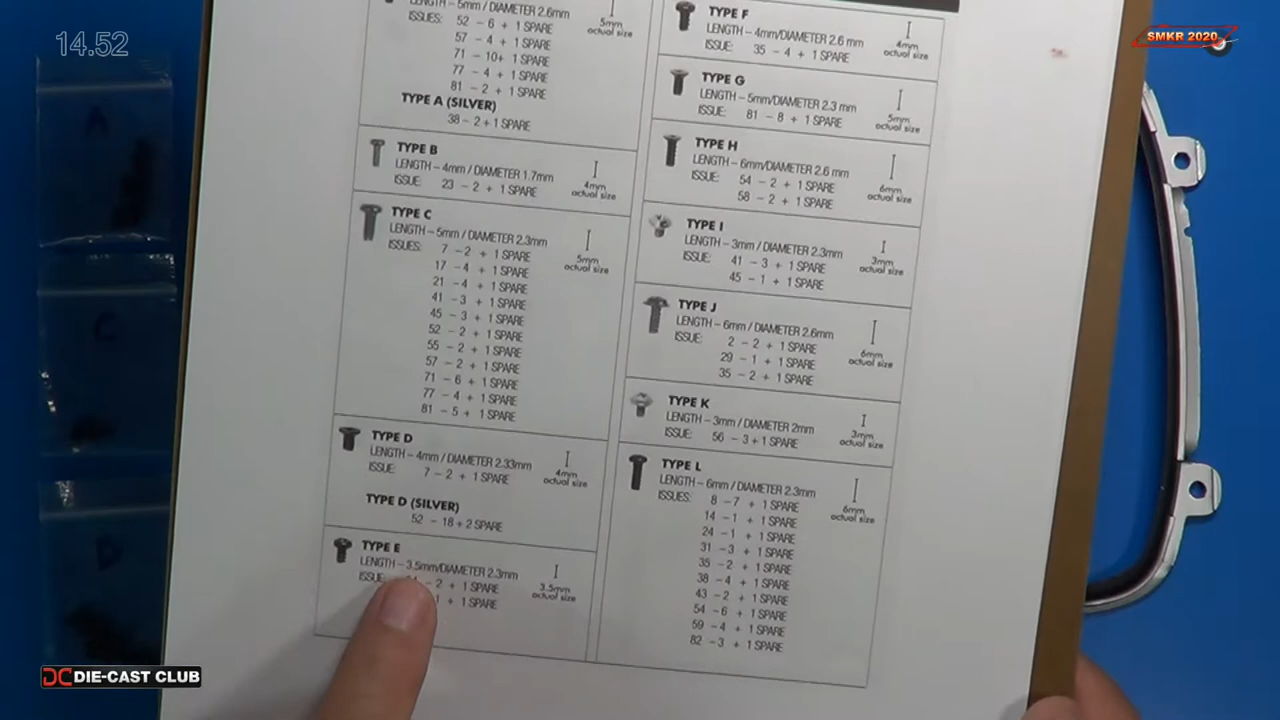 14.52
SMKR 2020
LENGTH – 5mm / DIAMETER 2.6mm
ISSUES: 52 – 6 + 1 SPARE
57 – 4 + 1 SPARE
71 – 10+ 1 SPARE
77 – 4 + 1 SPARE
81 – 2 + 1 SPARE
5mm
actual size
TYPE A (SILVER)
38 – 2 + 1 SPARE
TYPE B
LENGTH – 4mm / DIAMETER 1.7mm
ISSUE: 23 – 2 + 1 SPARE
4mm
actual size
TYPE C
LENGTH – 5mm / DIAMETER 2.3mm
ISSUES: 7 – 2 + 1 SPARE
17 – 4 + 1 SPARE
21 – 4 + 1 SPARE
41 – 3 + 1 SPARE
45 – 3 + 1 SPARE
52 – 2 + 1 SPARE
55 – 2 + 1 SPARE
57 – 2 + 1 SPARE
71 – 6 + 1 SPARE
77 – 4 + 1 SPARE
81 – 5 + 1 SPARE
5mm
actual size
TYPE D
LENGTH – 4mm / DIAMETER 2.33mm
ISSUE: 7 – 2 + 1 SPARE
4mm
actual size
TYPE D (SILVER)
52 – 18 + 2 SPARE
TYPE E
LENGTH – 3.5mm/DIAMETER 2.3mm
ISSUE: – 2 + 1 SPARE
+ 1 SPARE
3.5mm
actual size
TYPE F
LENGTH – 4mm/DIAMETER 2.6 mm
ISSUE: 35 – 4 + 1 SPARE
4mm
actual size
TYPE G
LENGTH – 5mm/DIAMETER 2.3 mm
ISSUE: 81 – 8 + 1 SPARE
5mm
actual size
TYPE H
LENGTH – 6mm/DIAMETER 2.6 mm
ISSUES: 54 – 2 + 1 SPARE
58 – 2 + 1 SPARE
6mm
actual size
TYPE I
LENGTH – 3mm / DIAMETER 2.3mm
ISSUE: 41 – 3 + 1 SPARE
45 – 1 + 1 SPARE
3mm
actual size
TYPE J
LENGTH – 6mm / DIAMETER 2.6mm
ISSUE: 2 – 2 + 1 SPARE
29 – 1 + 1 SPARE
35 – 2 + 1 SPARE
6mm
actual size
TYPE K
LENGTH – 3mm / DIAMETER 2mm
ISSUE: 56 – 3 + 1 SPARE
3mm
actual size
TYPE L
LENGTH – 6mm / DIAMETER 2.3mm
ISSUES: 8 –7 + 1 SPARE
14 –1 + 1 SPARE
24 –1 + 1 SPARE
31 –3 + 1 SPARE
35 –2 + 1 SPARE
38 –4 + 1 SPARE
43 –2 + 1 SPARE
54 –6 + 1 SPARE
59 –4 + 1 SPARE
82 –3 + 1 SPARE
6mm
actual size
A
C
D
DC DIE-CAST CLUB